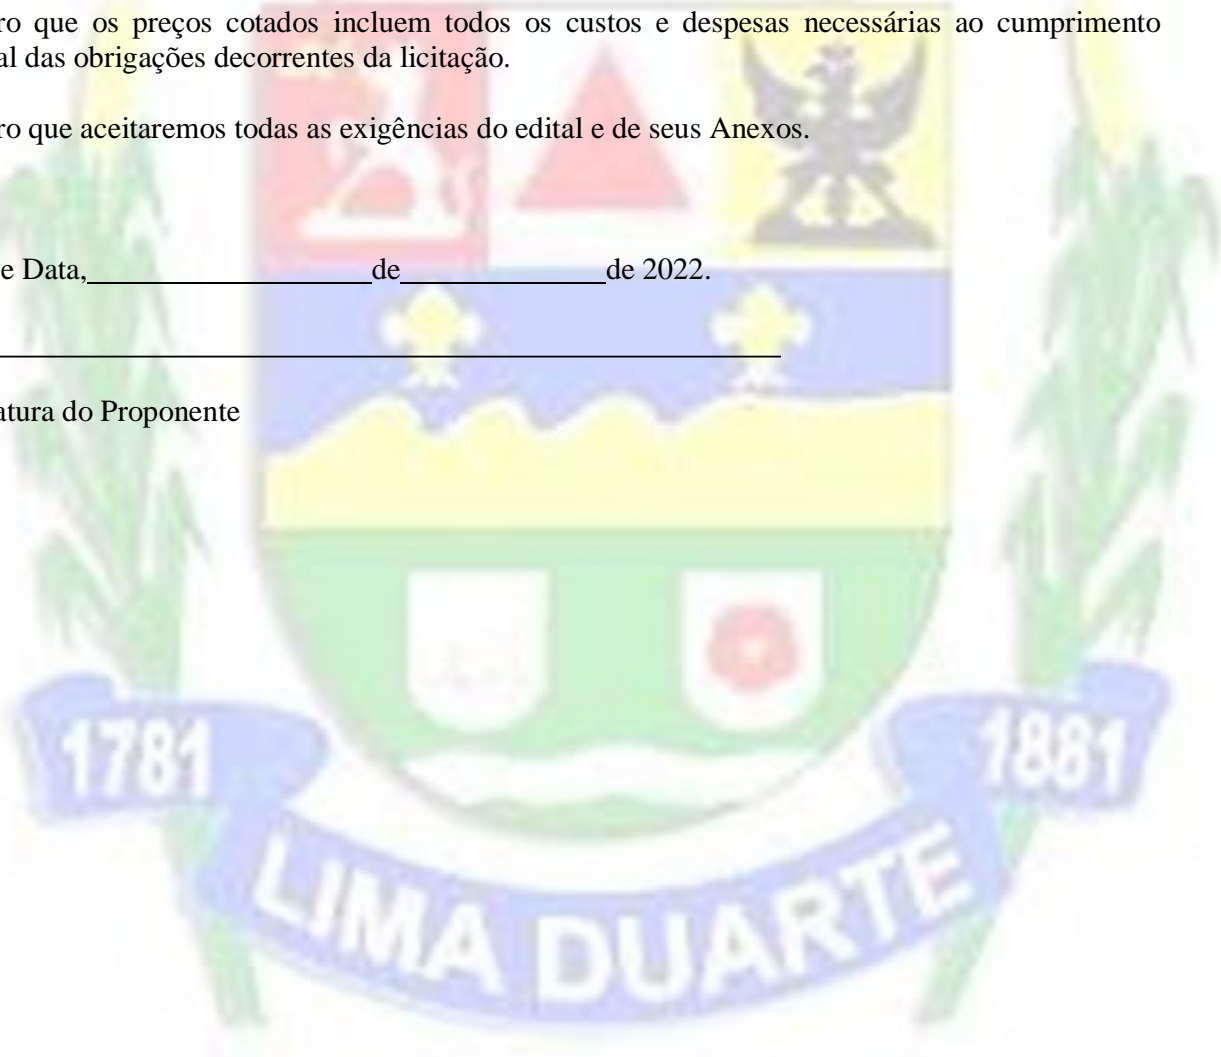 ro que os preços cotados incluem todos os custos e despesas necessárias ao cumprimento
al das obrigações decorrentes da licitação.
ro que aceitaremos todas as exigências do edital e de seus Anexos.
e Data,____________________de_______________de 2022.
atura do Proponente
1781
1881
LIMA DUARTE